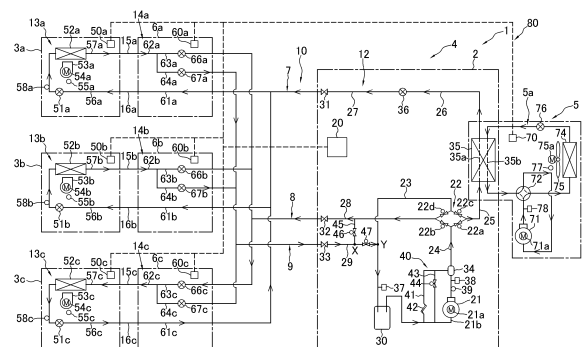 13a 50a 14a 6a 60a
52a 57a 15a 62a 66a
3a 53a 63a
54a 64a 67a
58a 55a
51a 56a 16a 61a
10 7 12 4 1 2 80
31 27 36 26
20
13b 50b 14b 6b 60b
52b 57b 15b 62b 66b
3b 53b 63b
54b 64b 67b
58b 55b
51b 56b 16b 61b
8 28 32 45 46 47
9 33 29 X Y
23 22 22c 22d 22b 22a 25 24
5a 5 76 70 75a 74 77
35 35a 35b 72 75 78 71 71a
13c 50c 14c 6c 60c
52c 57c 15c 62c 66c
3c 53c 63c
54c 64c 67c
58c 55c
51c 56c 16c 61c
40 43 44 41 42 34 38 39
37 30 21 21a 21b
M M M M M M